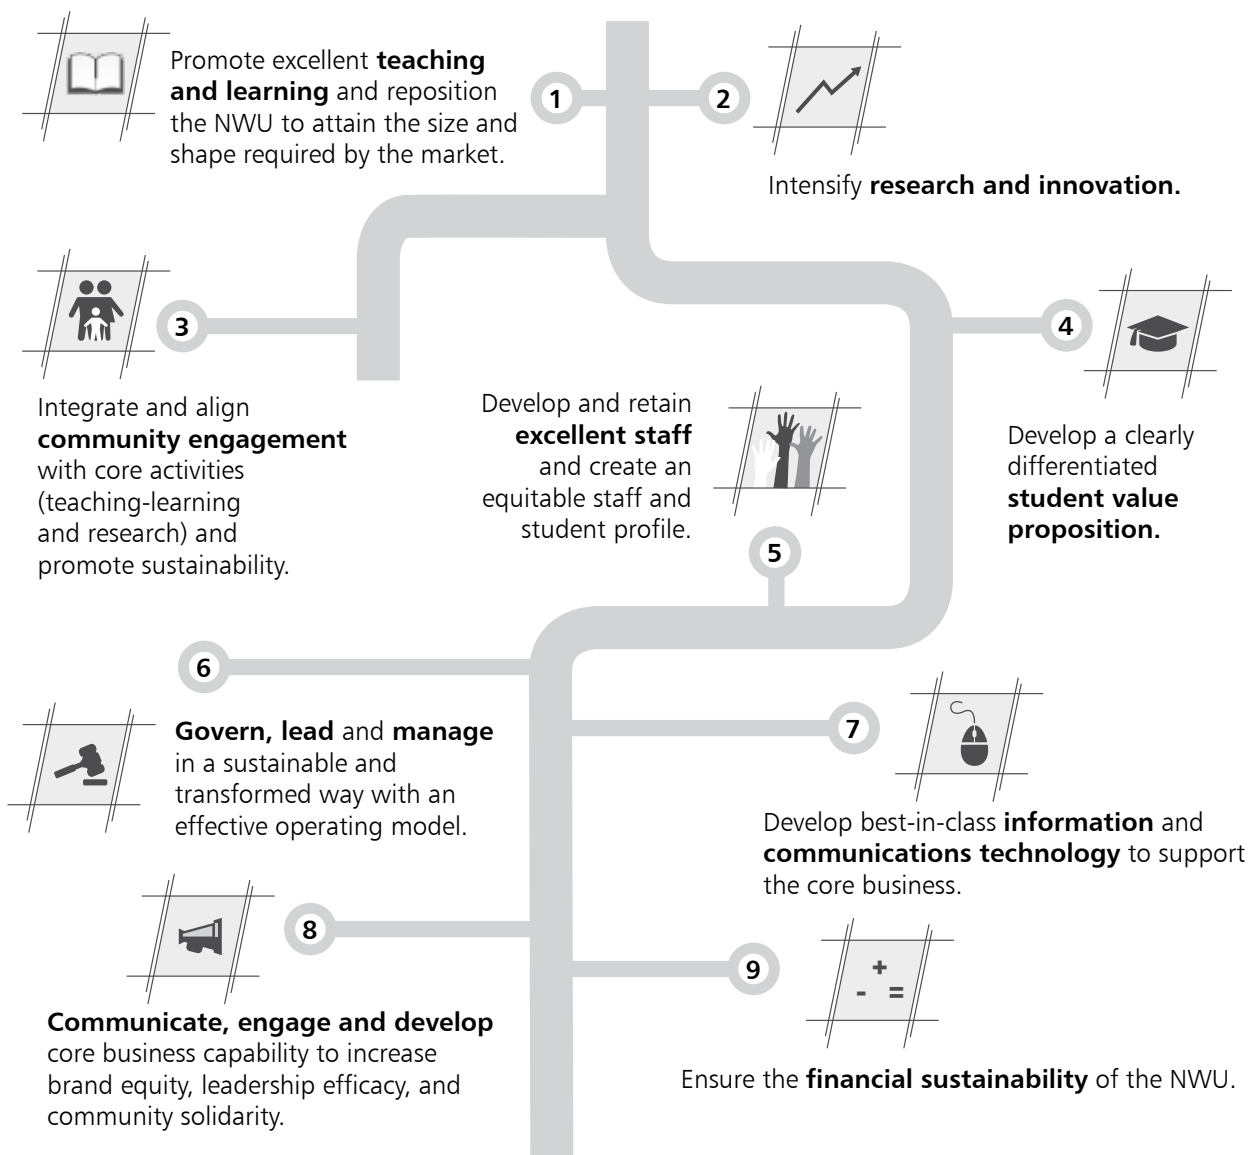 1
Promote excellent teaching
and learning and reposition
the NWU to attain the size and
shape required by the market.
2
Intensify research and innovation.
3
Integrate and align
community engagement
with core activities
(teaching-learning
and research) and
promote sustainability.
4
Develop a clearly
differentiated
student value
proposition.
5
Develop and retain
excellent staff
and create an
equitable staff and
student profile.
6
Govern, lead and manage
in a sustainable and
transformed way with an
effective operating model.
7
Develop best-in-class information and
communications technology to support
the core business.
8
Communicate, engage and develop
core business capability to increase
brand equity, leadership efficacy, and
community solidarity.
9
+
- =
Ensure the financial sustainability of the NWU.